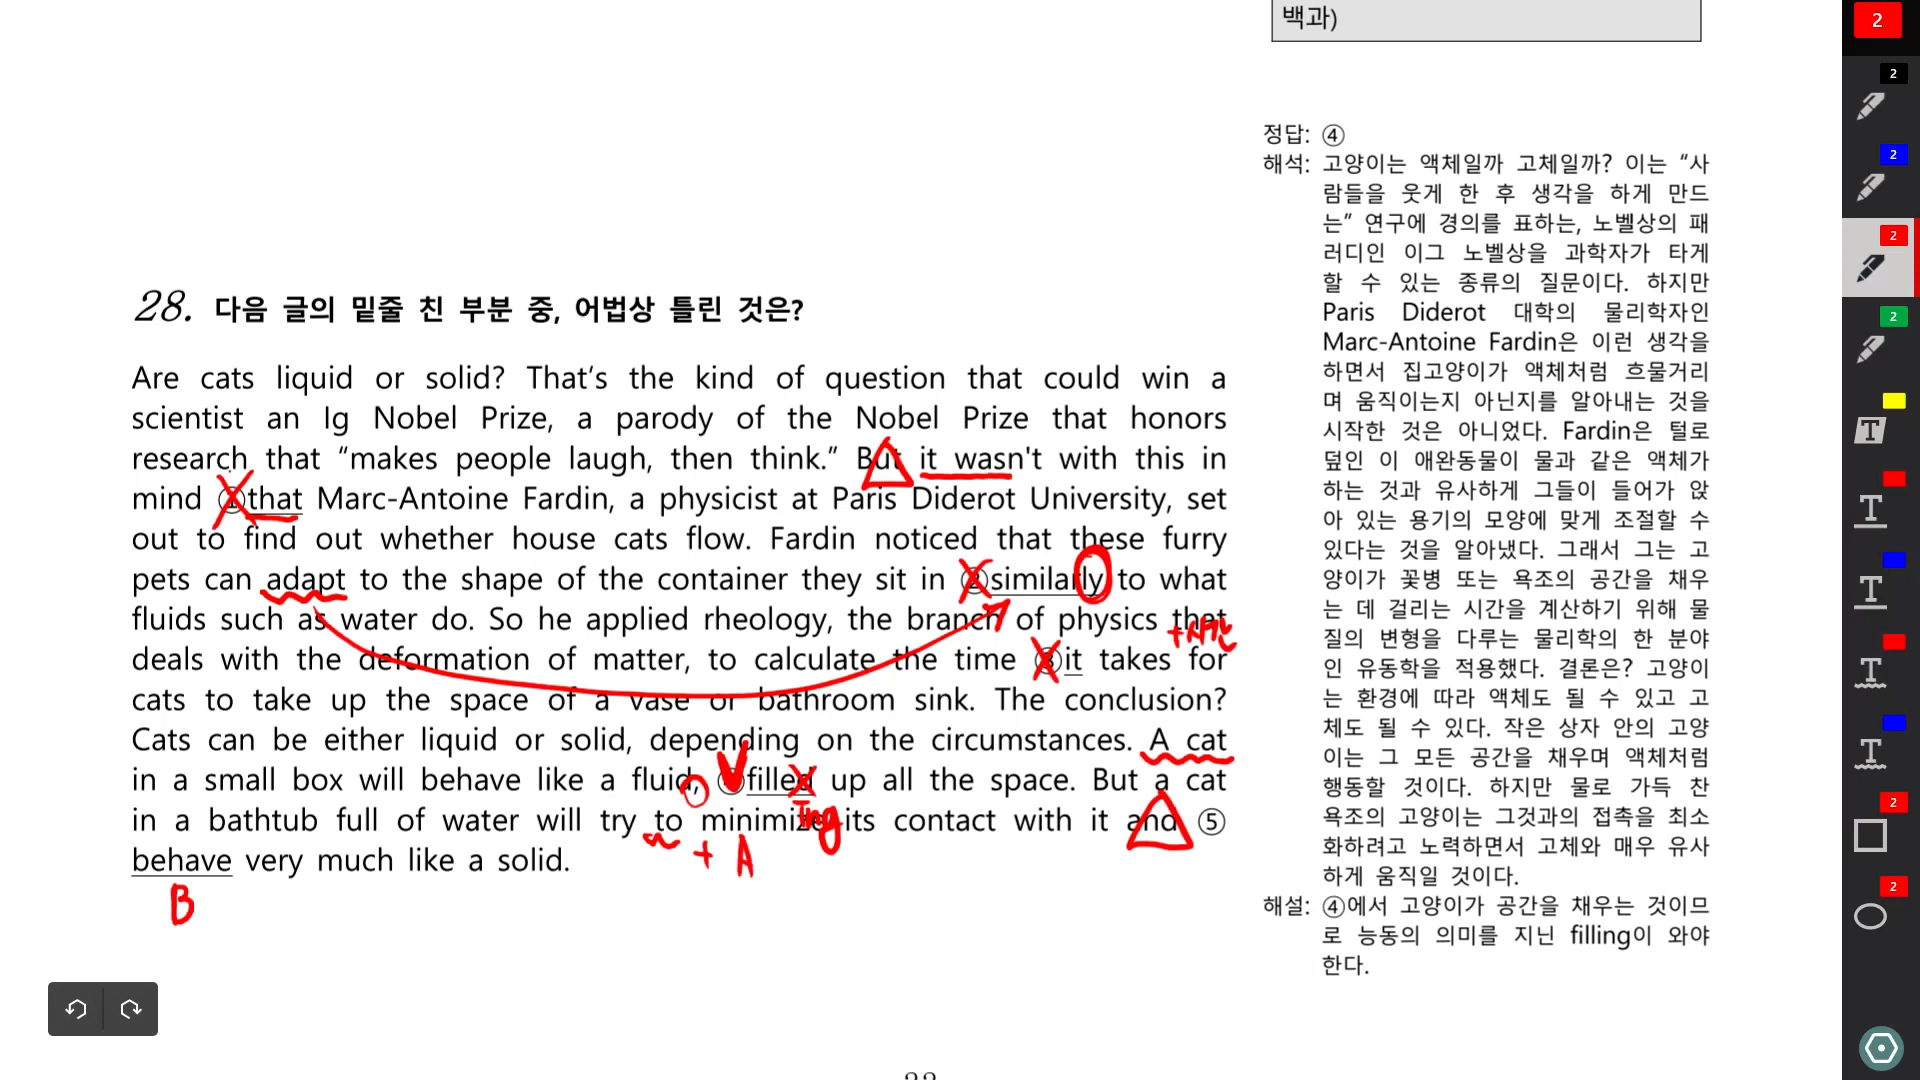 백과)
28. 다음 글의 밑줄 친 부분 중, 어법상 틀린 것은?
Are cats liquid or solid? That’s the kind of question that could win a
scientist an Ig Nobel Prize, a parody of the Nobel Prize that honors
research that “makes people laugh, then think.” But it wasn't with this in
mind ①that Marc-Antoine Fardin, a physicist at Paris Diderot University, set
out to find out whether house cats flow. Fardin noticed that these furry
pets can adapt to the shape of the container they sit in ②similarly to what
fluids such as water do. So he applied rheology, the branch of physics that
+시간
deals with the deformation of matter, to calculate the time ③it takes for
cats to take up the space of a vase or bathroom sink. The conclusion?
Cats can be either liquid or solid, depending on the circumstances. A cat
in a small box will behave like a fluid, ④filled up all the space. But a cat
ing
in a bathtub full of water will try to minimize its contact with it and ⑤
+ A
behave very much like a solid.
B
정답: ④
해석: 고양이는 액체일까 고체일까? 이는 “사
람들을 웃게 한 후 생각을 하게 만드
는” 연구에 경의를 표하는, 노벨상의 패
러디인 이그 노벨상을 과학자가 타게
할 수 있는 종류의 질문이다. 하지만
Paris Diderot 대학의 물리학자인
Marc-Antoine Fardin은 이런 생각을
하면서 집고양이가 액체처럼 흐물거리
며 움직이는지 아닌지를 알아내는 것을
시작한 것은 아니었다. Fardin은 털로
덮인 이 애완동물이 물과 같은 액체가
하는 것과 유사하게 그들이 들어가 앉
아 있는 용기의 모양에 맞게 조절할 수
있다는 것을 알아냈다. 그래서 그는 고
양이가 꽃병 또는 욕조의 공간을 채우
는 데 걸리는 시간을 계산하기 위해 물
질의 변형을 다루는 물리학의 한 분야
인 유동학을 적용했다. 결론은? 고양이
는 환경에 따라 액체도 될 수 있고 고
체도 될 수 있다. 작은 상자 안의 고양
이는 그 모든 공간을 채우며 액체처럼
행동할 것이다. 하지만 물로 가득 찬
욕조의 고양이는 그것과의 접촉을 최소
화하려고 노력하면서 고체와 매우 유사
하게 움직일 것이다.
해설: ④에서 고양이가 공간을 채우는 것이므
로 능동의 의미를 지닌 filling이 와야
한다.
2
2
2
2
2
T
T
T
T
T
2
2